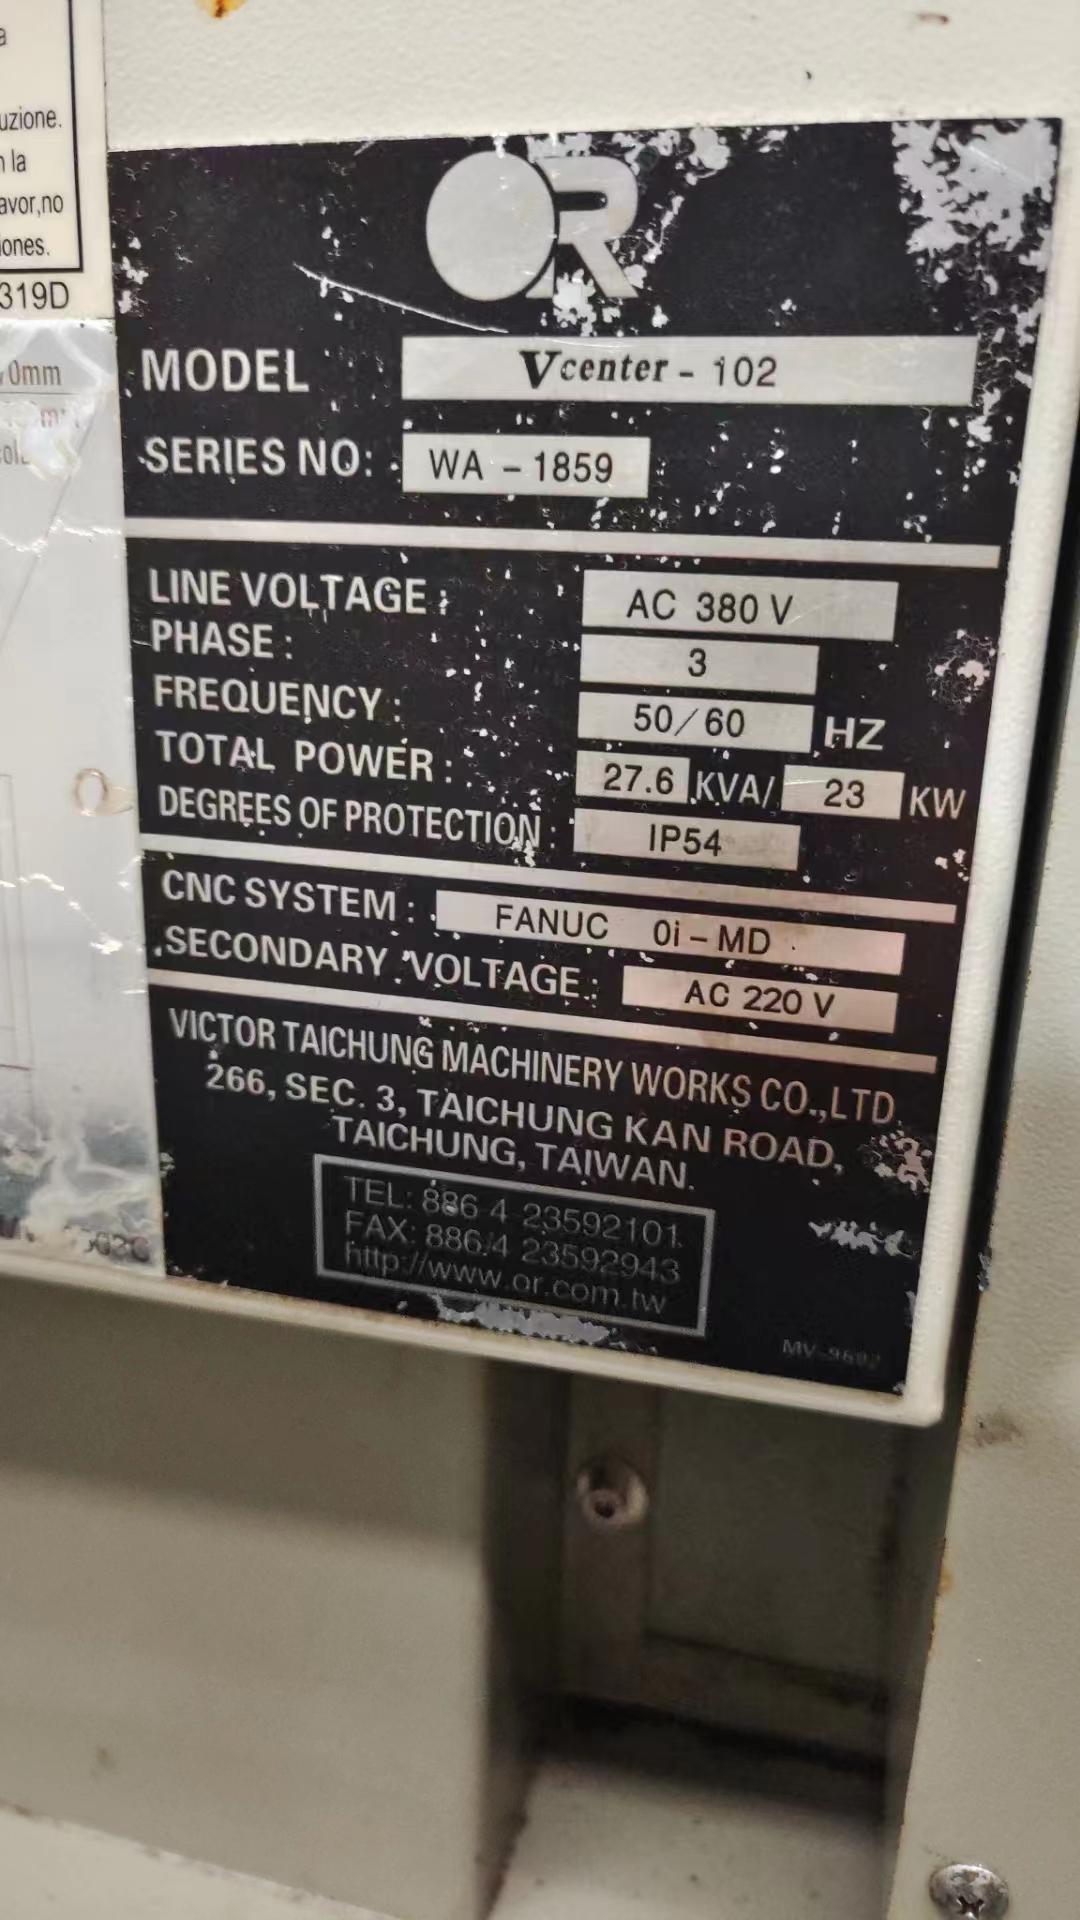 uzione.
n la
avor,no
iones.
319D
0mm
OR
MODEL Vcenter - 102
SERIES NO: WA - 1859
LINE VOLTAGE: AC 380 V
PHASE: 3
FREQUENCY: 50/60 HZ
TOTAL POWER: 27.6 KVA/ 23 KW
DEGREES OF PROTECTION: IP54
CNC SYSTEM: FANUC 0i-MD
SECONDARY VOLTAGE: AC 220 V
VICTOR TAICHUNG MACHINERY WORKS CO.,LTD.
266, SEC. 3, TAICHUNG KAN ROAD,
TAICHUNG, TAIWAN.
TEL: 886 4 23592101
FAX: 886 4 23592943
http://www.or.com.tw